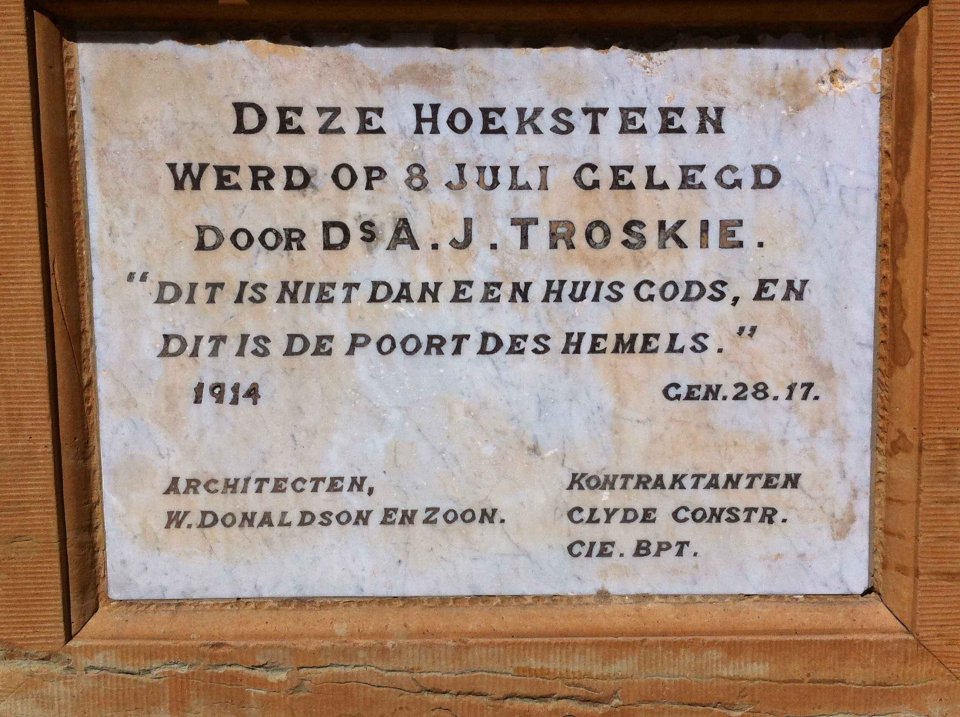 DEZE HOEKSTEEN
WERD OP 8 JULI GELEGD
DOOR Ds A. J. TROSKIE.
“DIT IS NIET DAN EEN HUIS GODS, EN
DIT IS DE POORT DES HEMELS.”
1914 GEN. 28. 17.
ARCHITECTEN, KONTRAKTANTEN
W. DONALDSON EN ZOON. CLYDE CONSTR.
CIE. BPT.